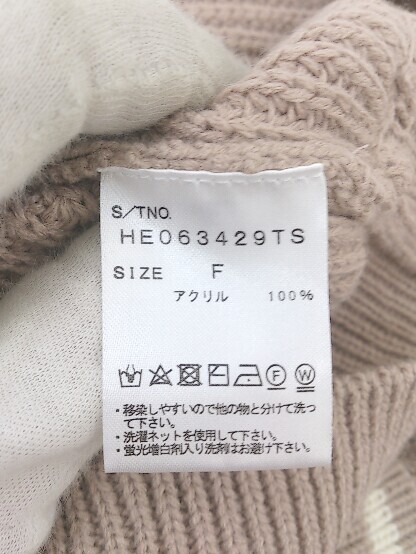 S/TNO.
HE063429TS
SIZE F
アクリル 100%
F W
・移染しやすいので他の物と分けて洗っ
て下さい。
・洗濯ネットを使用して下さい。
・蛍光増白剤入り洗剤はお避け下さい。